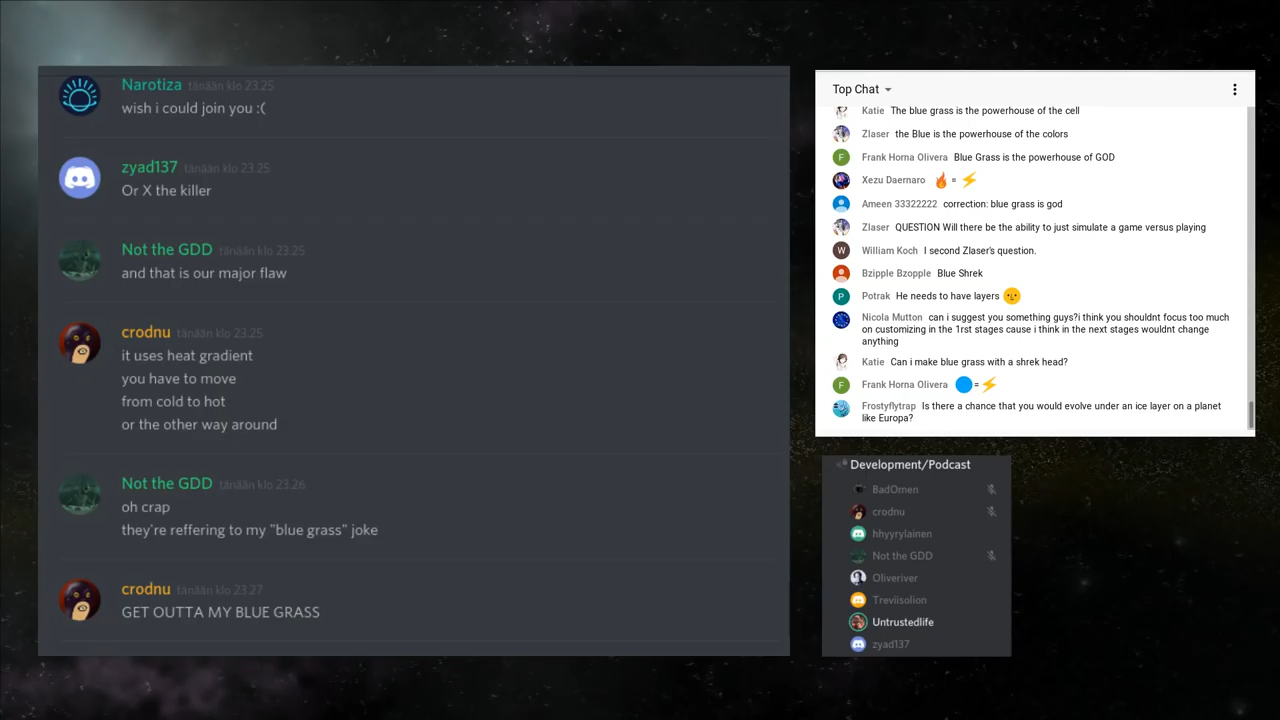 Narotiza tänään klo 23.25
wish i could join you :(
zyad137 tänään klo 23.25
Or X the killer
Not the GDD tänään klo 23.25
and that is our major flaw
crodnu tänään klo 23.25
it uses heat gradient
you have to move
from cold to hot
or the other way around
Not the GDD tänään klo 23.26
oh crap
they're reffering to my "blue grass" joke
crodnu tänään klo 23.27
GET OUTTA MY BLUE GRASS
Top Chat
Katie The blue grass is the powerhouse of the cell
Zlaser the Blue is the powerhouse of the colors
F Frank Horna Olivera Blue Grass is the powerhouse of GOD
Xezu Daernaro 🔥 = ⚡
Ameen 33322222 correction: blue grass is god
Zlaser QUESTION Will there be the ability to just simulate a game versus playing
W William Koch I second Zlaser's question.
Bzipple Bzopple Blue Shrek
P Potrak He needs to have layers
Nicola Mutton can i suggest you something guys?i think you shouldnt focus too much
on customizing in the 1rst stages cause i think in the next stages wouldnt change
anything
Katie Can i make blue grass with a shrek head?
F Frank Horna Olivera 🔵 = ⚡
Frostyflytrap Is there a chance that you would evolve under an ice layer on a planet
like Europa?
Development/Podcast
BadOmen
crodnu
hhyyrylainen
Not the GDD
Oliveriver
Treviisolion
Untrustedlife
zyad137